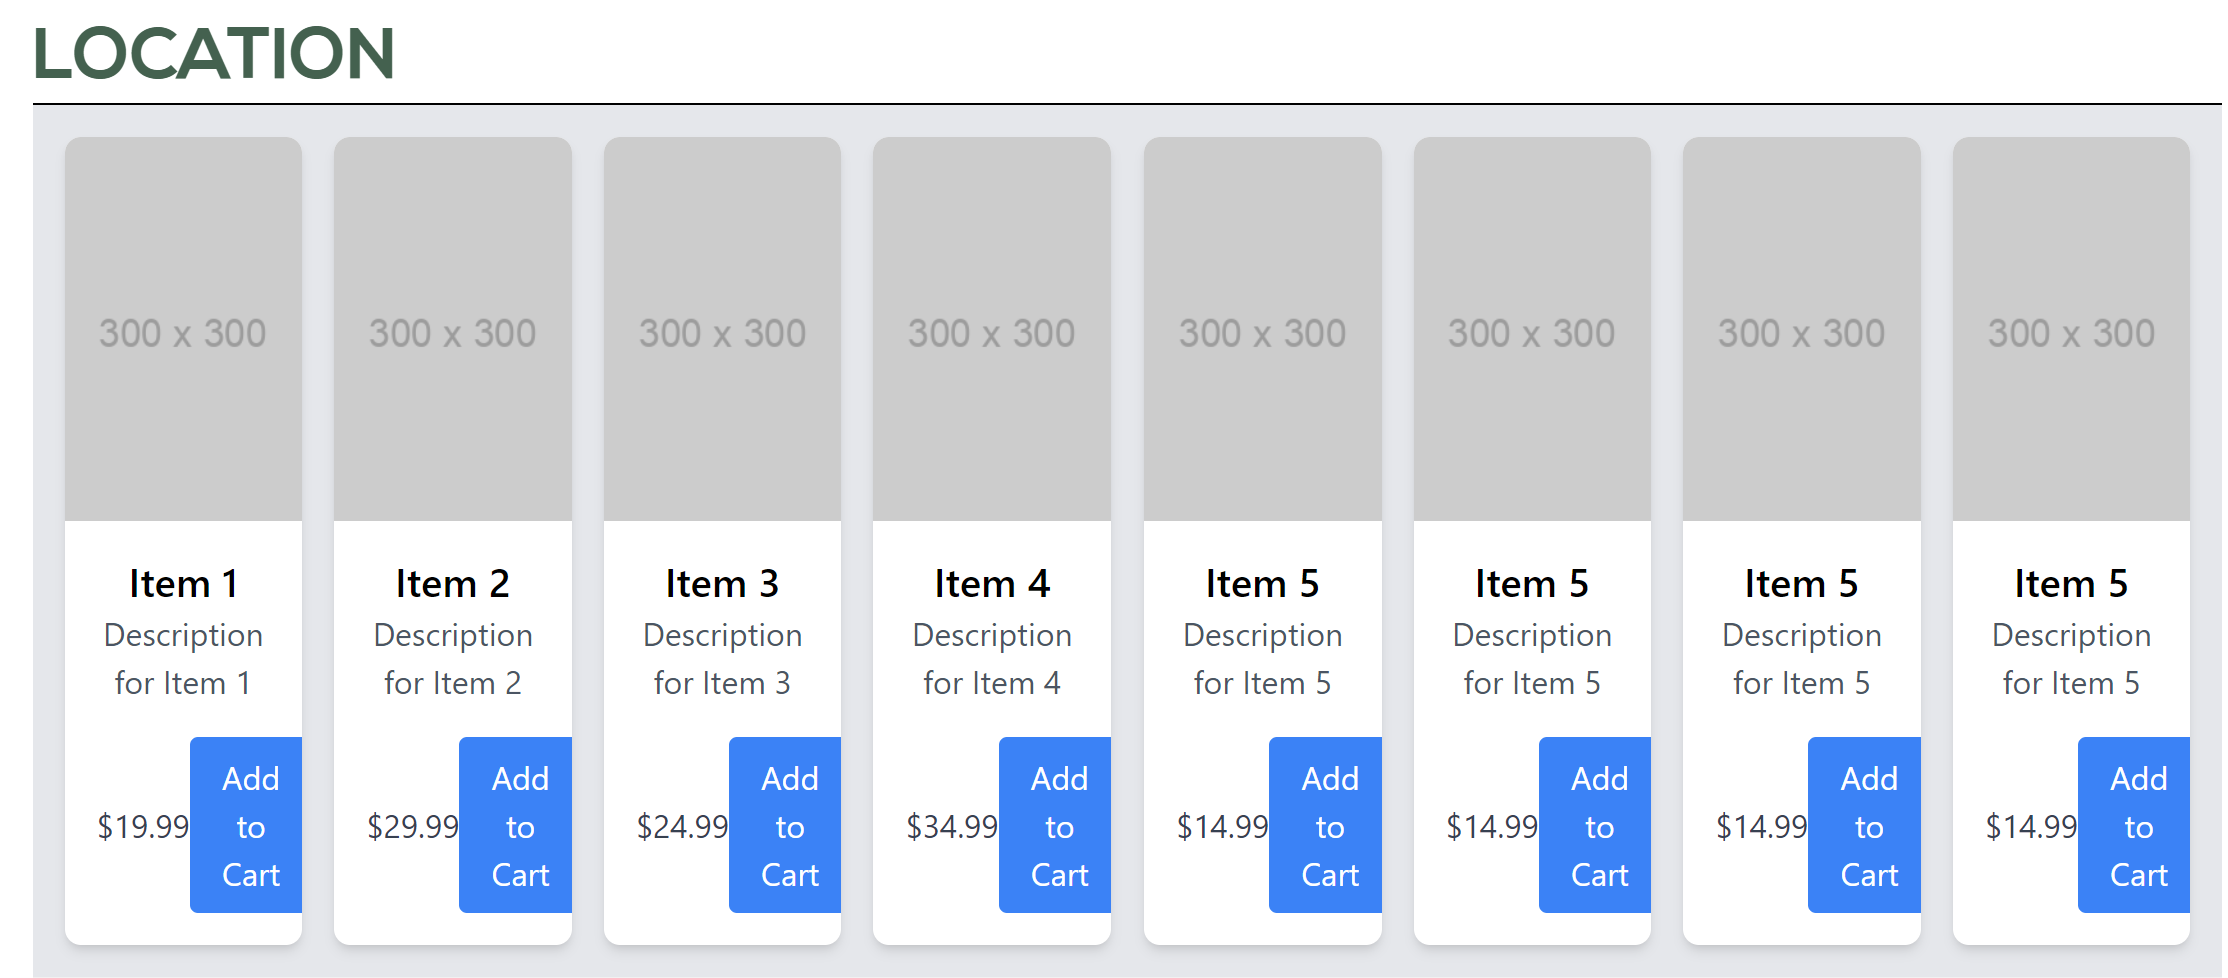 LOCATION
300 x 300
300 x 300
300 x 300
300 x 300
300 x 300
300 x 300
300 x 300
300 x 300
Item 1
Description
for Item 1
$19.99
Add
to
Cart
Item 2
Description
for Item 2
$29.99
Add
to
Cart
Item 3
Description
for Item 3
$24.99
Add
to
Cart
Item 4
Description
for Item 4
$34.99
Add
to
Cart
Item 5
Description
for Item 5
$14.99
Add
to
Cart
Item 5
Description
for Item 5
$14.99
Add
to
Cart
Item 5
Description
for Item 5
$14.99
Add
to
Cart
Item 5
Description
for Item 5
$14.99
Add
to
Cart